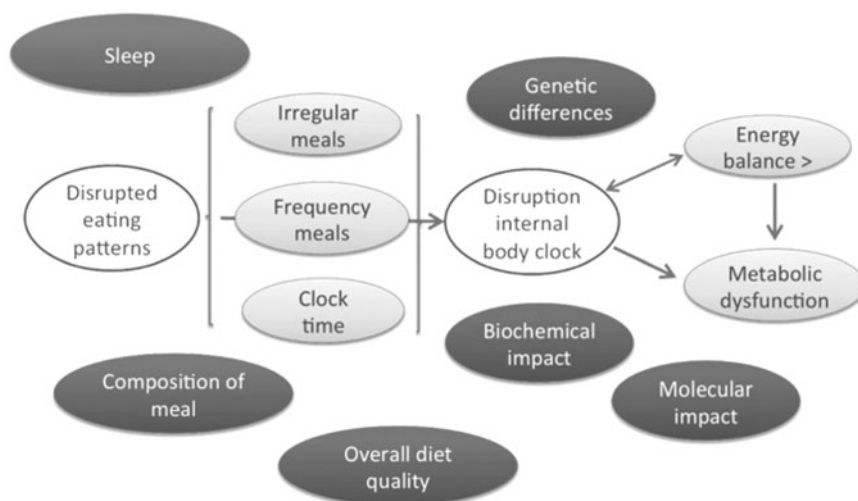 Sleep
Genetic
differences
Irregular
meals
Energy
balance >
Disrupted
eating
patterns
Frequency
meals
Disruption
internal
body clock
Clock
time
Metabolic
dysfunction
Biochemical
impact
Composition of
meal
Molecular
impact
Overall diet
quality